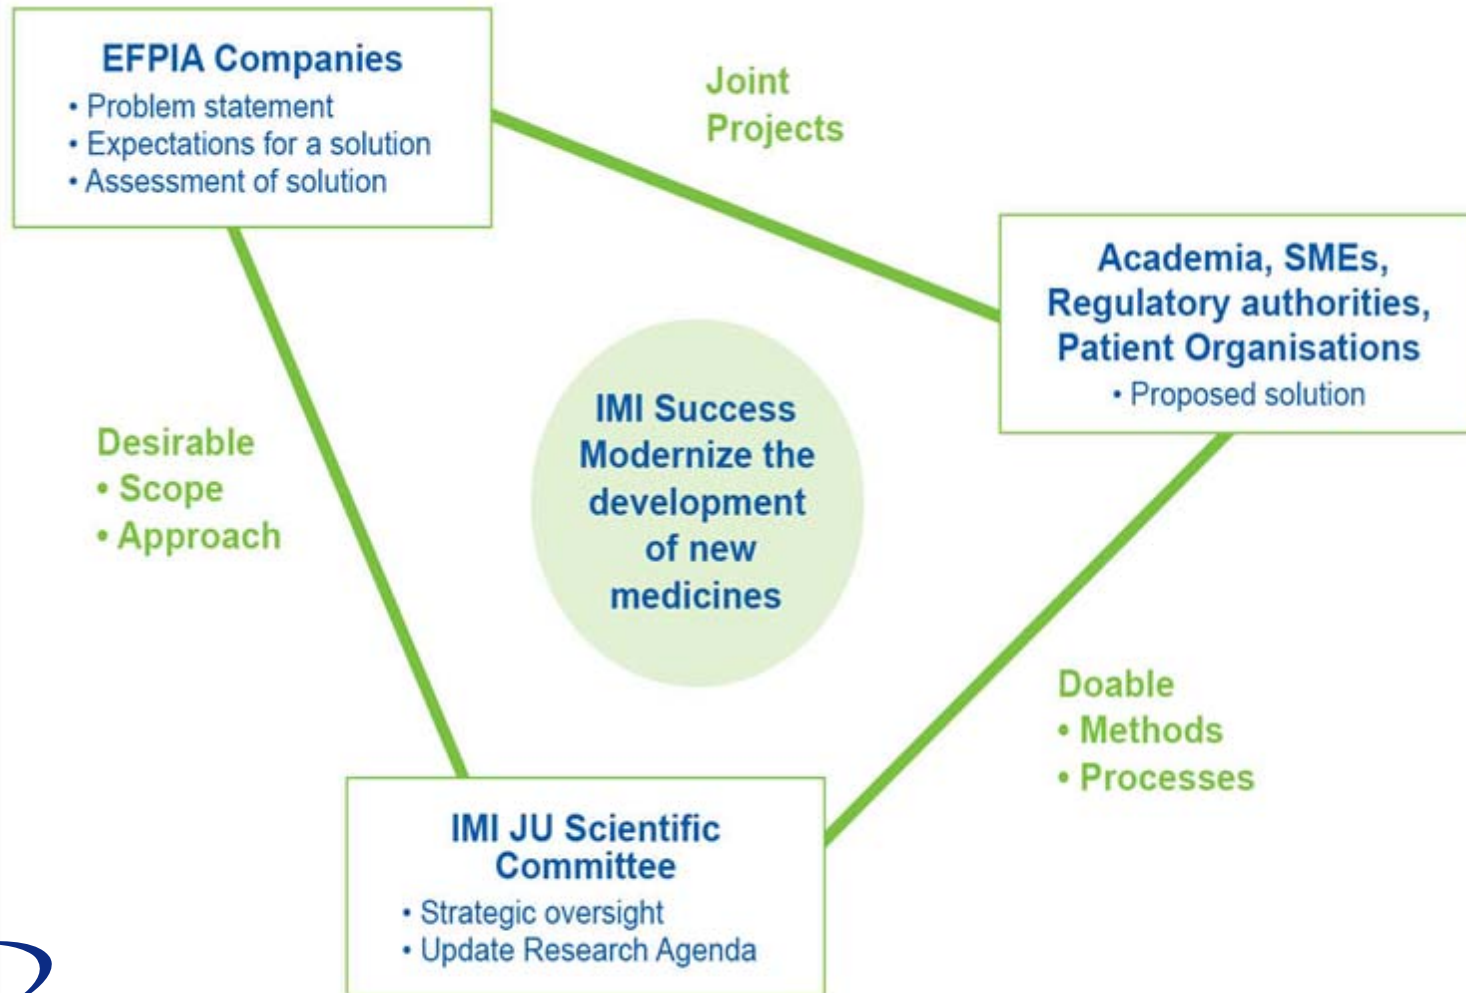 EFPIA Companies
• Problem statement
• Expectations for a solution
• Assessment of solution
Joint
Projects
Academia, SMEs,
Regulatory authorities,
Patient Organisations
• Proposed solution
IMI Success
Modernize the
development
of new
medicines
Desirable
• Scope
• Approach
Doable
• Methods
• Processes
IMI JU Scientific
Committee
• Strategic oversight
• Update Research Agenda